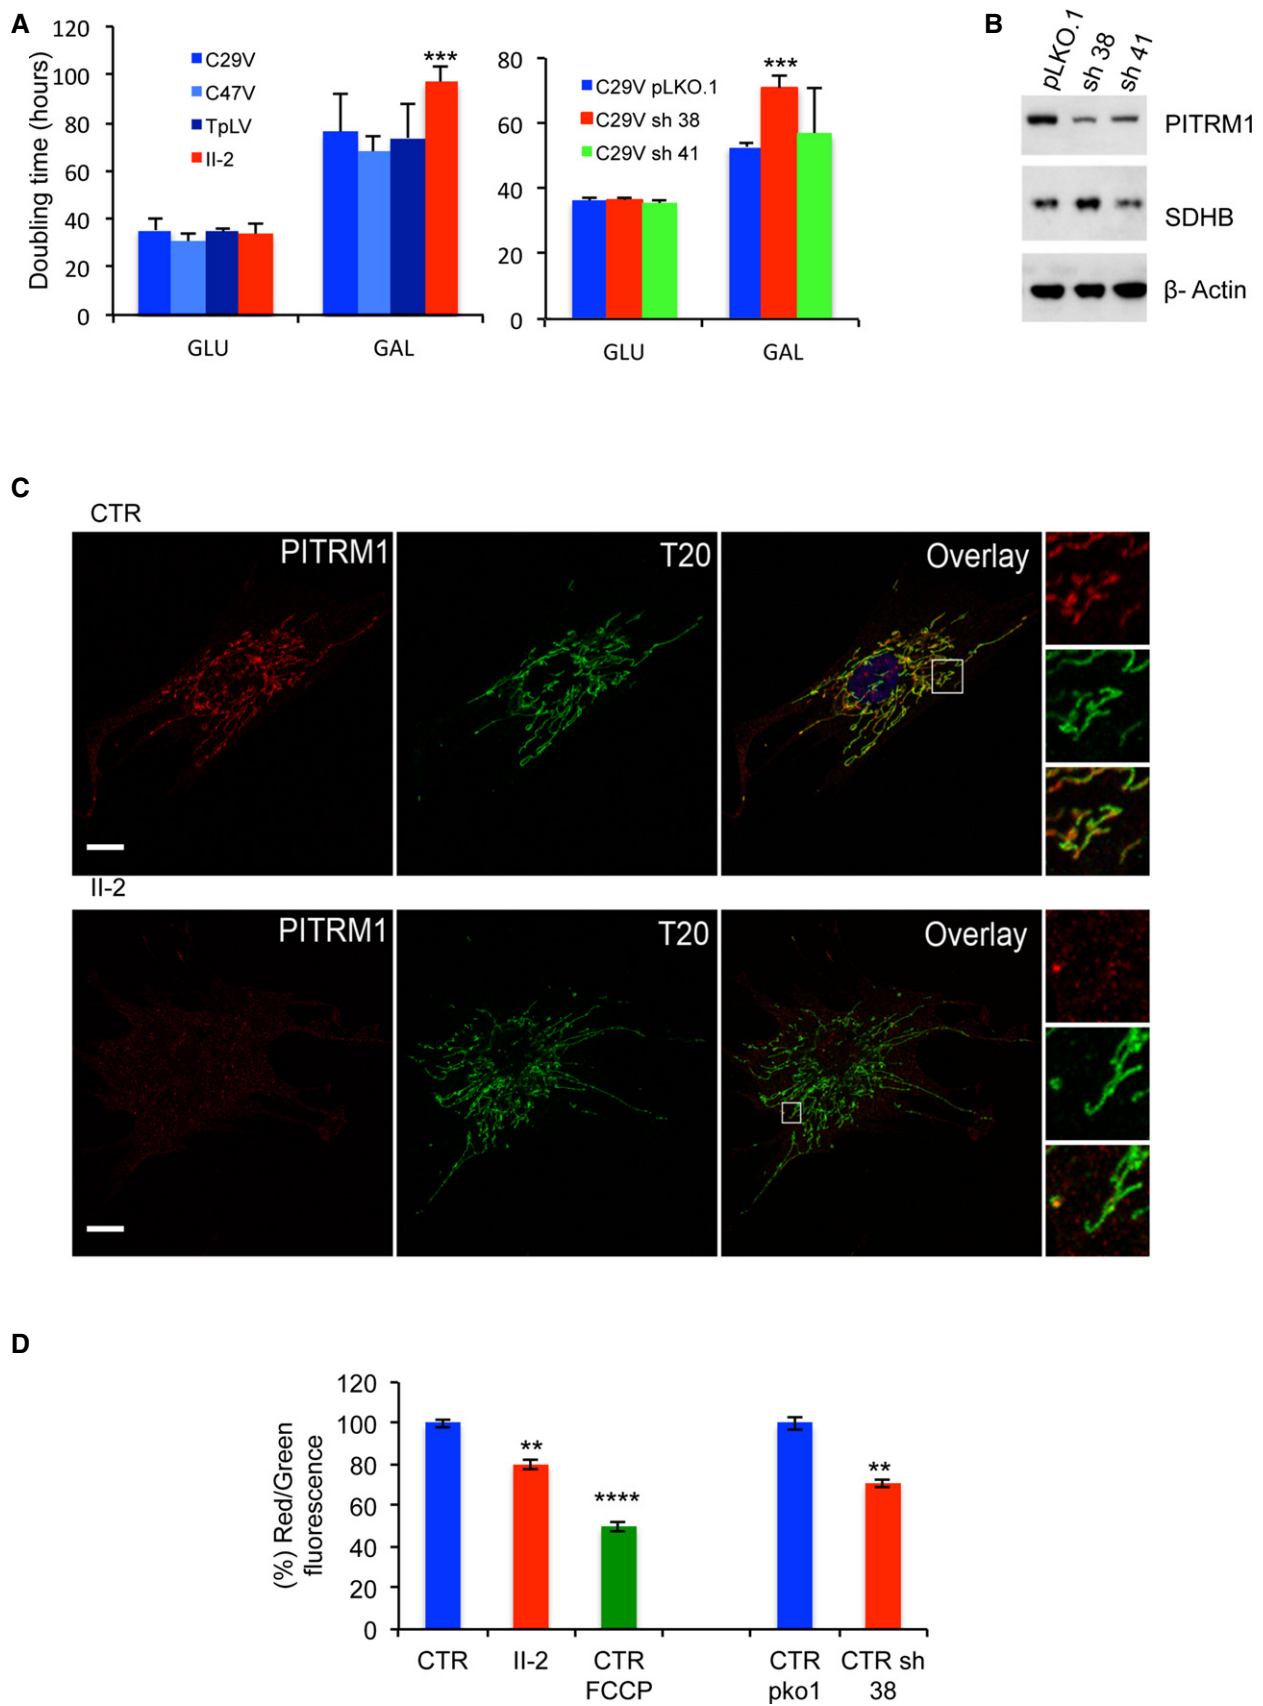 A
Doubling time (hours)
120
100
80
60
40
20
0
C29V
C47V
TpLV
II-2
***
GLU
GAL
80
60
40
20
0
C29V pLKO.1
C29V sh 38
C29V sh 41
***
GLU
GAL
B
pLKO.1
sh 38
sh 41
PITRM1
SDHB
β- Actin
C
CTR
PITRM1
T20
Overlay
II-2
PITRM1
T20
Overlay
D
(%) Red/Green
fluorescence
120
100
80
60
40
20
0
**
****
**
CTR
II-2
CTR
FCCP
CTR
pko1
CTR sh
38